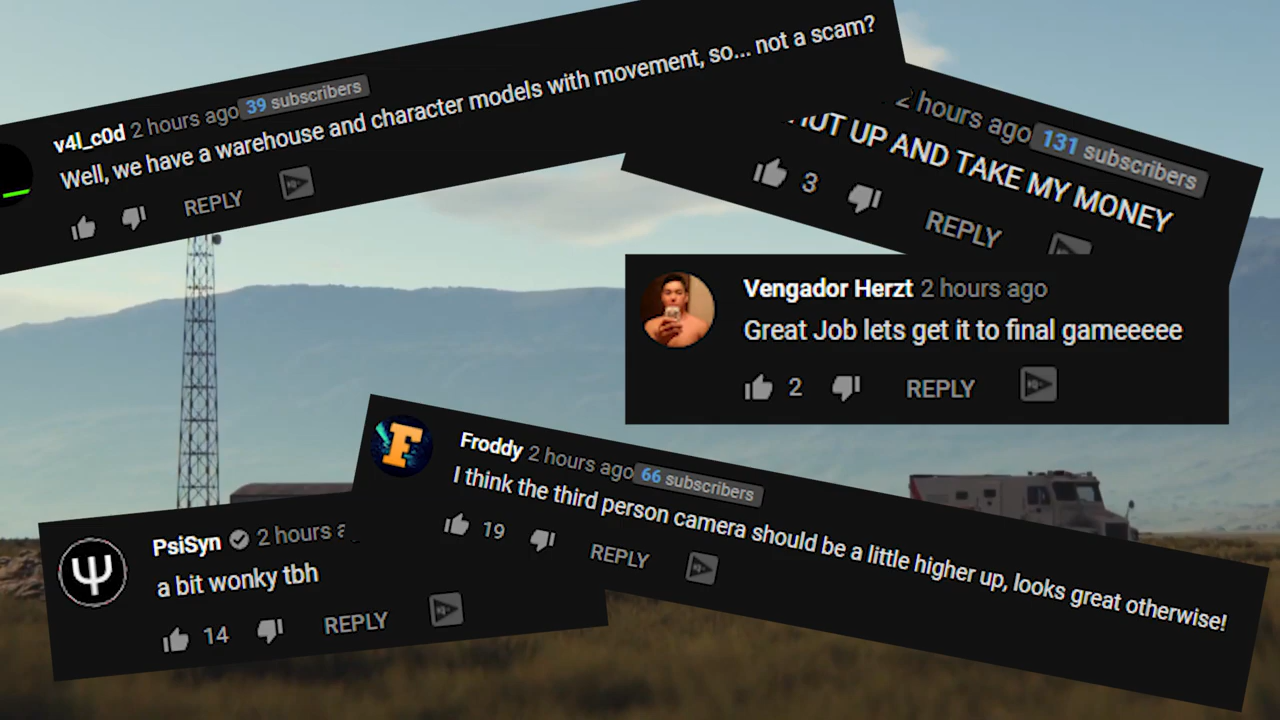 v4l_c0d 2 hours ago 39 subscribers
Well, we have a warehouse and character models with movement, so... not a scam?
REPLY
2 hours ago 131 subscribers
UP AND TAKE MY MONEY
3 REPLY
Vengador Herzt 2 hours ago
Great Job lets get it to final gameeeee
2 REPLY
F
Froddy 2 hours ago 66 subscribers
I think the third person camera should be a little higher up, looks great otherwise!
19 REPLY
Ψ
PsiSyn 2 hours
a bit wonky tbh
14 REPLY